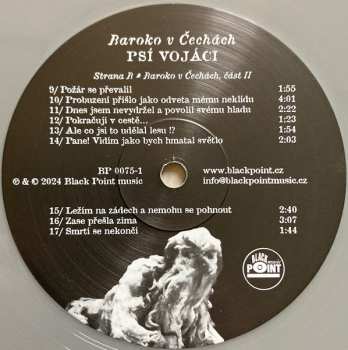 Baroko v Čechách
PSÍ VOJÁCI
Strana B * Baroko v Čechách, část II
9/ Požár se převalil 1:55
10/ Probuzení přišlo jako odveta mému neklidu 4:01
11/ Dnes jsem nevydržel a povolil svému hladu 2:22
12/ Pokračuji v cestě... 1:23
13/ Ale co jsi to udělal lesu !? 1:54
14/ Pane! Vidím jako bych hmatal světlo 2:03
BP 0075-1 www.blackpoint.cz
℗ & © 2024 Black Point music info@blackpointmusic.cz
15/ Ležím na zádech a nemohu se pohnout 2:40
16/ Zase přešla zima 3:07
17/ Smrtí se nekončí 1:44
BLACK
POINT